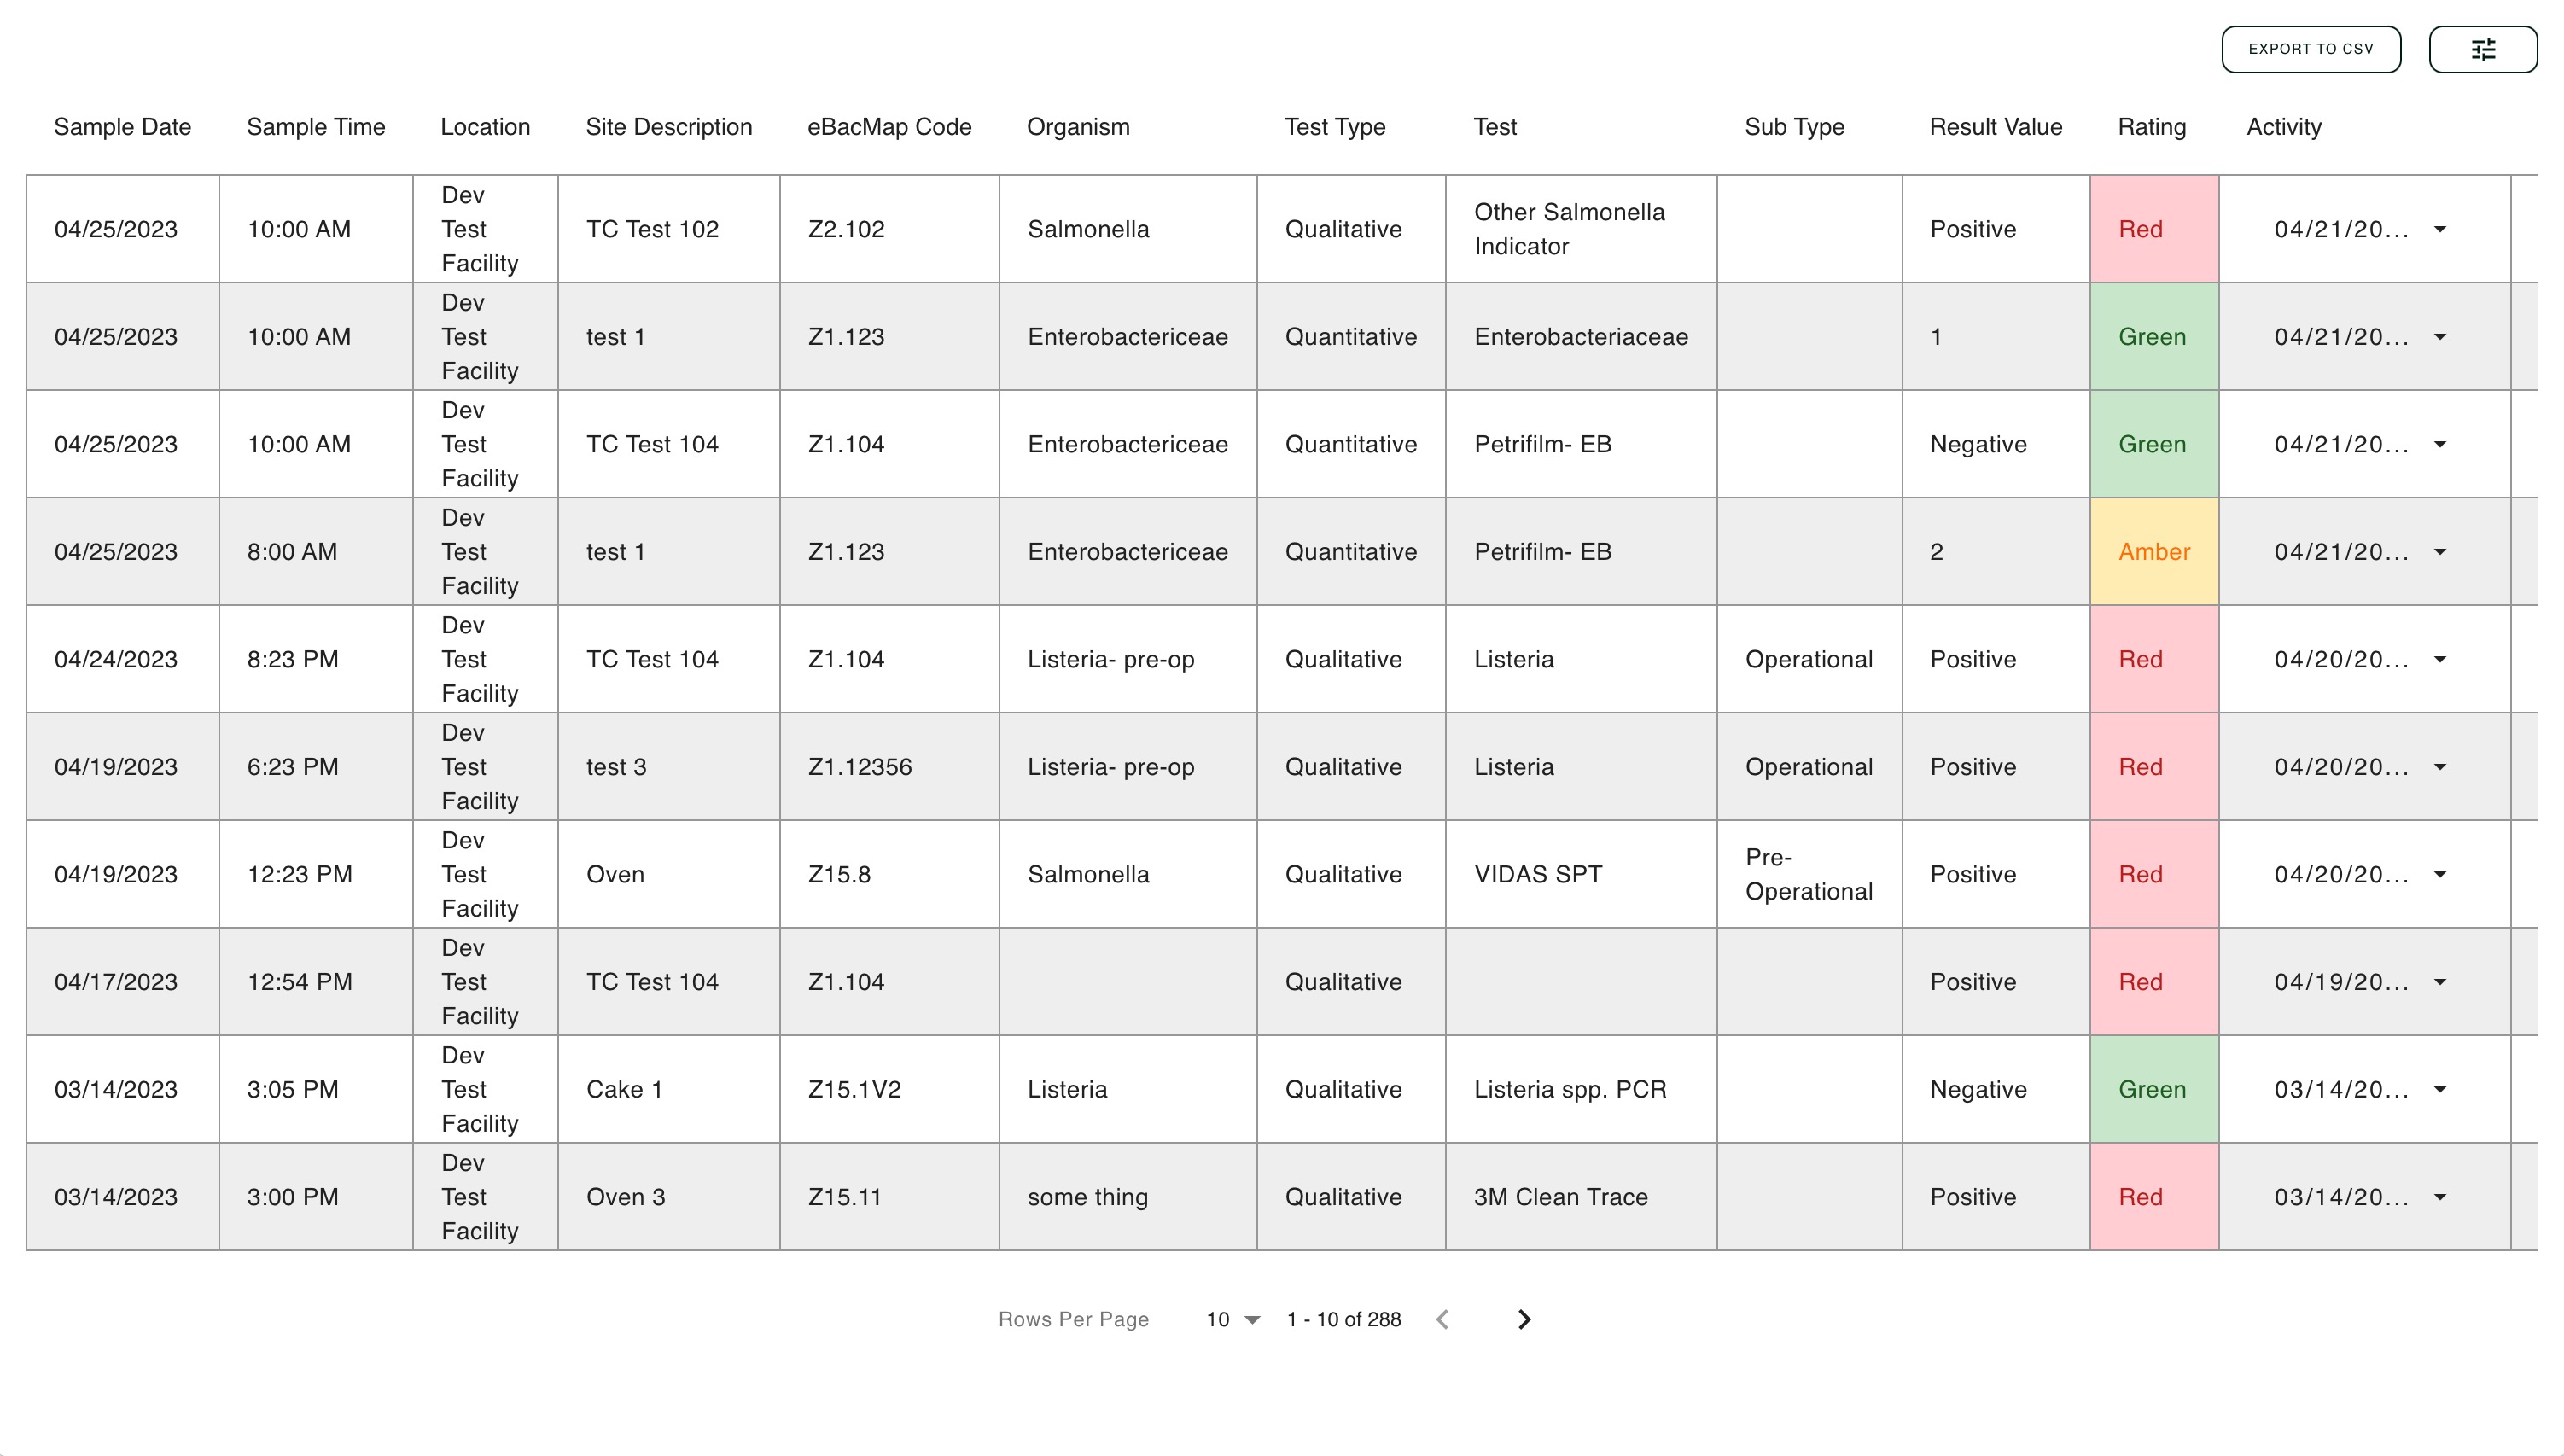 EXPORT TO CSV
Sample Date Sample Time Location Site Description eBacMap Code Organism Test Type Test Sub Type Result Value Rating Activity
04/25/2023 10:00 AM Dev Test Facility TC Test 102 Z2.102 Salmonella Qualitative Other Salmonella Indicator Positive Red 04/21/20...
04/25/2023 10:00 AM Dev Test Facility test 1 Z1.123 Enterobactericeae Quantitative Enterobacteriaceae 1 Green 04/21/20...
04/25/2023 10:00 AM Dev Test Facility TC Test 104 Z1.104 Enterobactericeae Quantitative Petrifilm- EB Negative Green 04/21/20...
04/25/2023 8:00 AM Dev Test Facility test 1 Z1.123 Enterobactericeae Quantitative Petrifilm- EB 2 Amber 04/21/20...
04/24/2023 8:23 PM Dev Test Facility TC Test 104 Z1.104 Listeria- pre-op Qualitative Listeria Operational Positive Red 04/20/20...
04/19/2023 6:23 PM Dev Test Facility test 3 Z1.12356 Listeria- pre-op Qualitative Listeria Operational Positive Red 04/20/20...
04/19/2023 12:23 PM Dev Test Facility Oven Z15.8 Salmonella Qualitative VIDAS SPT Pre-Operational Positive Red 04/20/20...
04/17/2023 12:54 PM Dev Test Facility TC Test 104 Z1.104 Qualitative Positive Red 04/19/20...
03/14/2023 3:05 PM Dev Test Facility Cake 1 Z15.1V2 Listeria Qualitative Listeria spp. PCR Negative Green 03/14/20...
03/14/2023 3:00 PM Dev Test Facility Oven 3 Z15.11 some thing Qualitative 3M Clean Trace Positive Red 03/14/20...
Rows Per Page 10 1 - 10 of 288